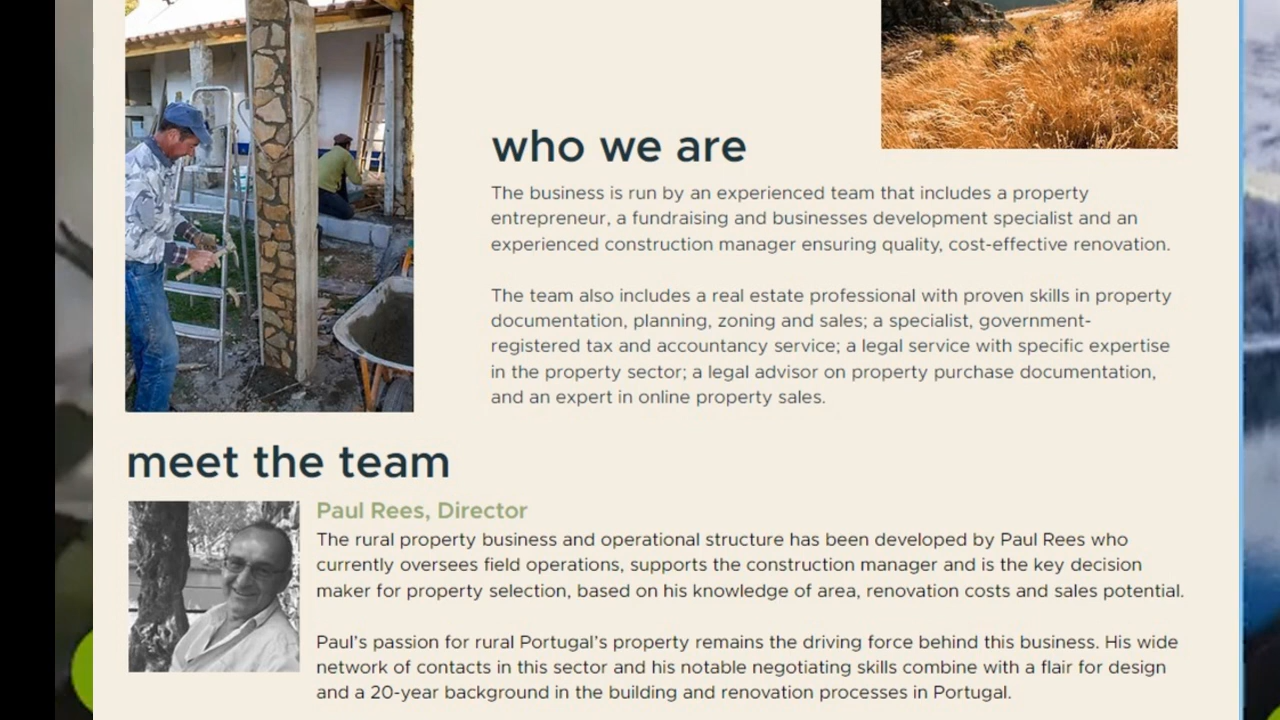 who we are
The business is run by an experienced team that includes a property
entrepreneur, a fundraising and businesses development specialist and an
experienced construction manager ensuring quality, cost-effective renovation.
The team also includes a real estate professional with proven skills in property
documentation, planning, zoning and sales; a specialist, government-
registered tax and accountancy service; a legal service with specific expertise
in the property sector; a legal advisor on property purchase documentation,
and an expert in online property sales.
meet the team
Paul Rees, Director
The rural property business and operational structure has been developed by Paul Rees who
currently oversees field operations, supports the construction manager and is the key decision
maker for property selection, based on his knowledge of area, renovation costs and sales potential.
Paul's passion for rural Portugal's property remains the driving force behind this business. His wide
network of contacts in this sector and his notable negotiating skills combine with a flair for design
and a 20-year background in the building and renovation processes in Portugal.